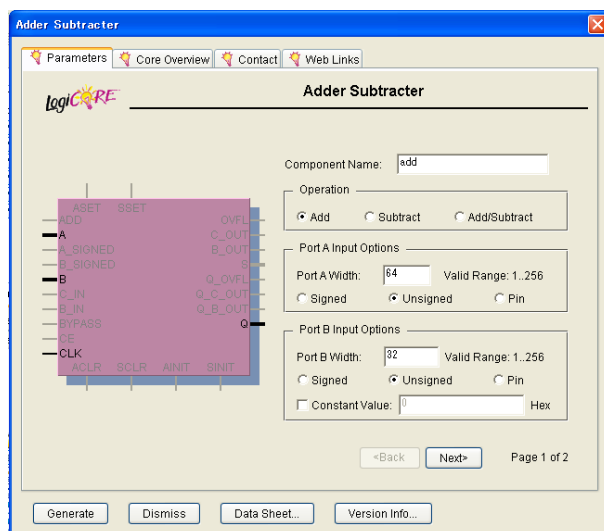 Adder Subtracter
Parameters Core Overview Contact Web Links
LogiCORE
Adder Subtracter
Component Name: add
Operation
Add Subtract Add/Subtract
Port A Input Options
Port A Width: 64 Valid Range: 1..256
Signed Unsigned Pin
Port B Input Options
Port B Width: 32 Valid Range: 1..256
Signed Unsigned Pin
Constant Value: 0 Hex
ASET SSET
ADD OVFL
A C_OUT
A_SIGNED B_OUT
B_SIGNED S
B Q_OVFL
C_IN Q_C_OUT
B_IN Q_B_OUT
BYPASS Q
CE
CLK
ACLR SCLR AINIT SINIT
<Back Next> Page 1 of 2
Generate Dismiss Data Sheet... Version Info...